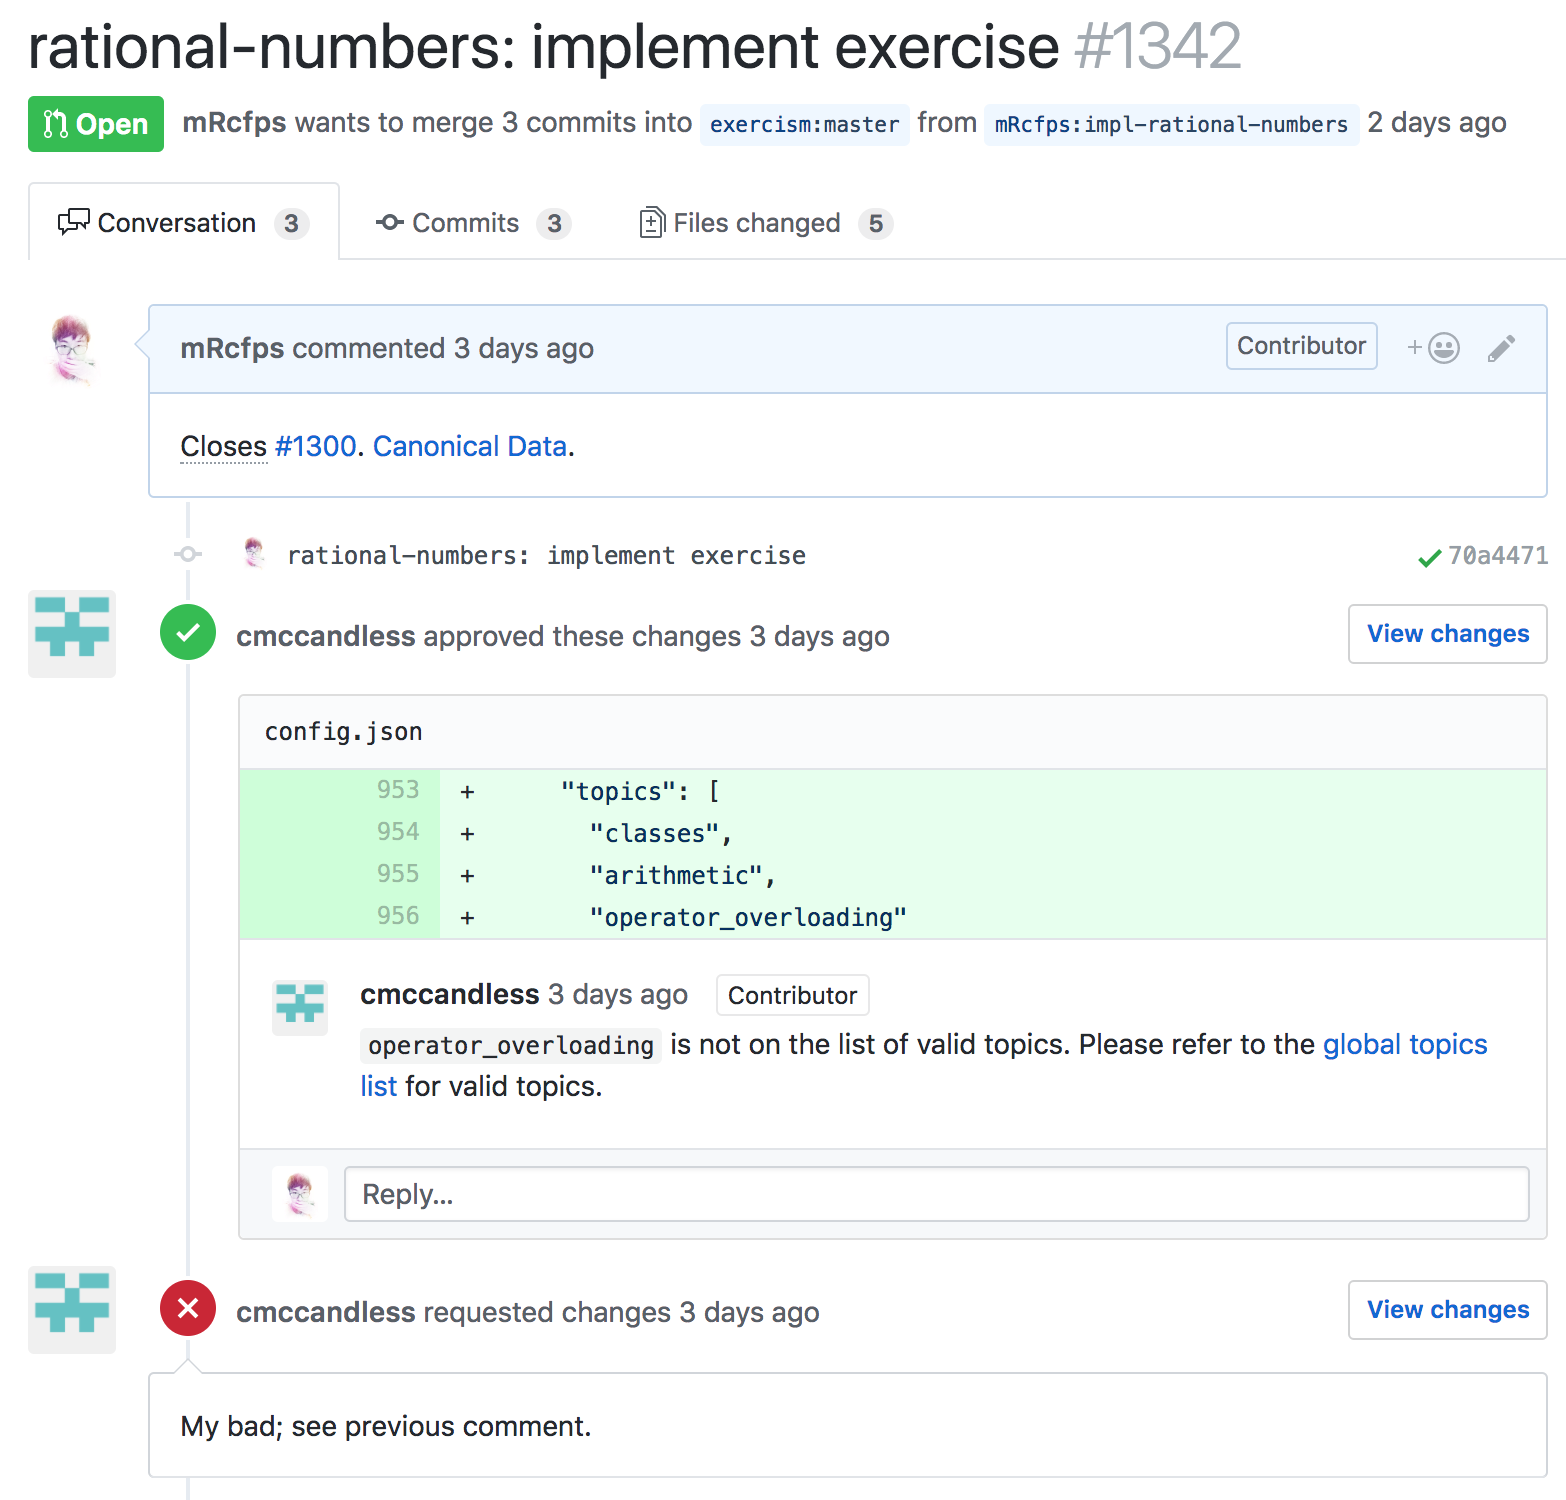 rational-numbers: implement exercise #1342
Open mRcfps wants to merge 3 commits into exercism:master from mRcfps:impl-rational-numbers 2 days ago
Conversation 3 Commits 3 Files changed 5
mRcfps commented 3 days ago Contributor +
Closes #1300. Canonical Data.
rational-numbers: implement exercise 70a4471
cmccandless approved these changes 3 days ago View changes
config.json
953 + "topics": [
954 + "classes",
955 + "arithmetic",
956 + "operator_overloading"
cmccandless 3 days ago Contributor
operator_overloading is not on the list of valid topics. Please refer to the global topics
list for valid topics.
Reply...
cmccandless requested changes 3 days ago View changes
My bad; see previous comment.